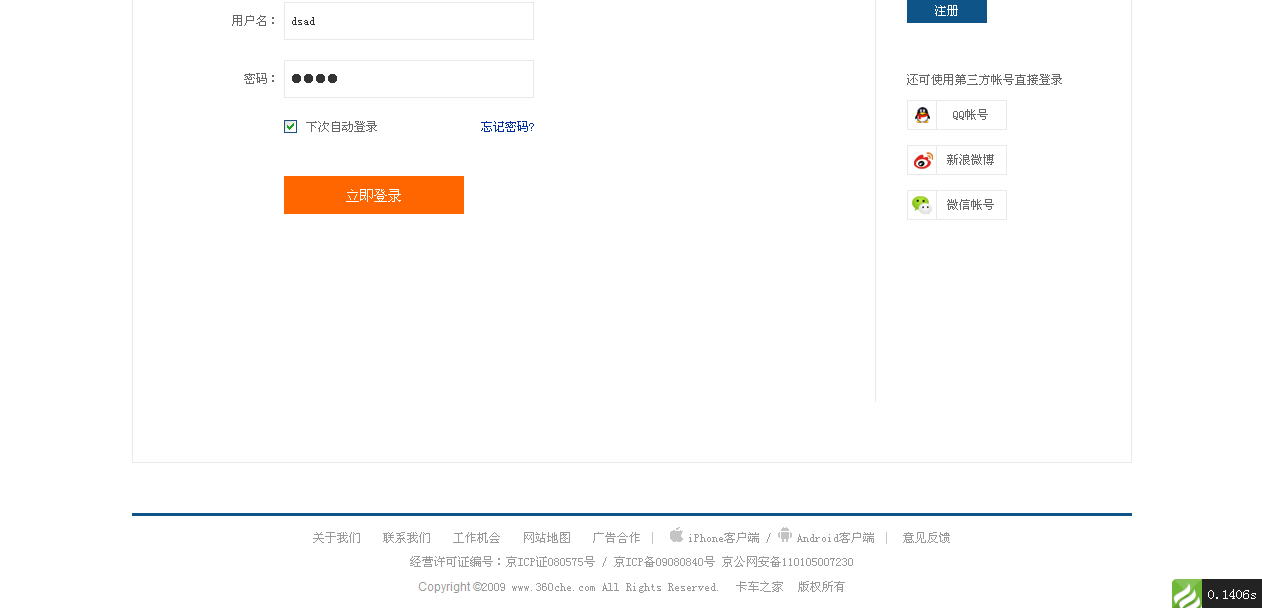 用户名： dsad
注册
密码： ●●●●
还可使用第三方帐号直接登录
QQ帐号
下次自动登录 忘记密码?
新浪微博
立即登录
微信帐号
关于我们 联系我们 工作机会 网站地图 广告合作 | iPhone客户端 / Android客户端 | 意见反馈
经营许可证编号：京ICP证080575号 / 京ICP备09080840号 京公网安备110105007230
Copyright ©2009 www.360che.com All Rights Reserved. 卡车之家 版权所有
0.1406s